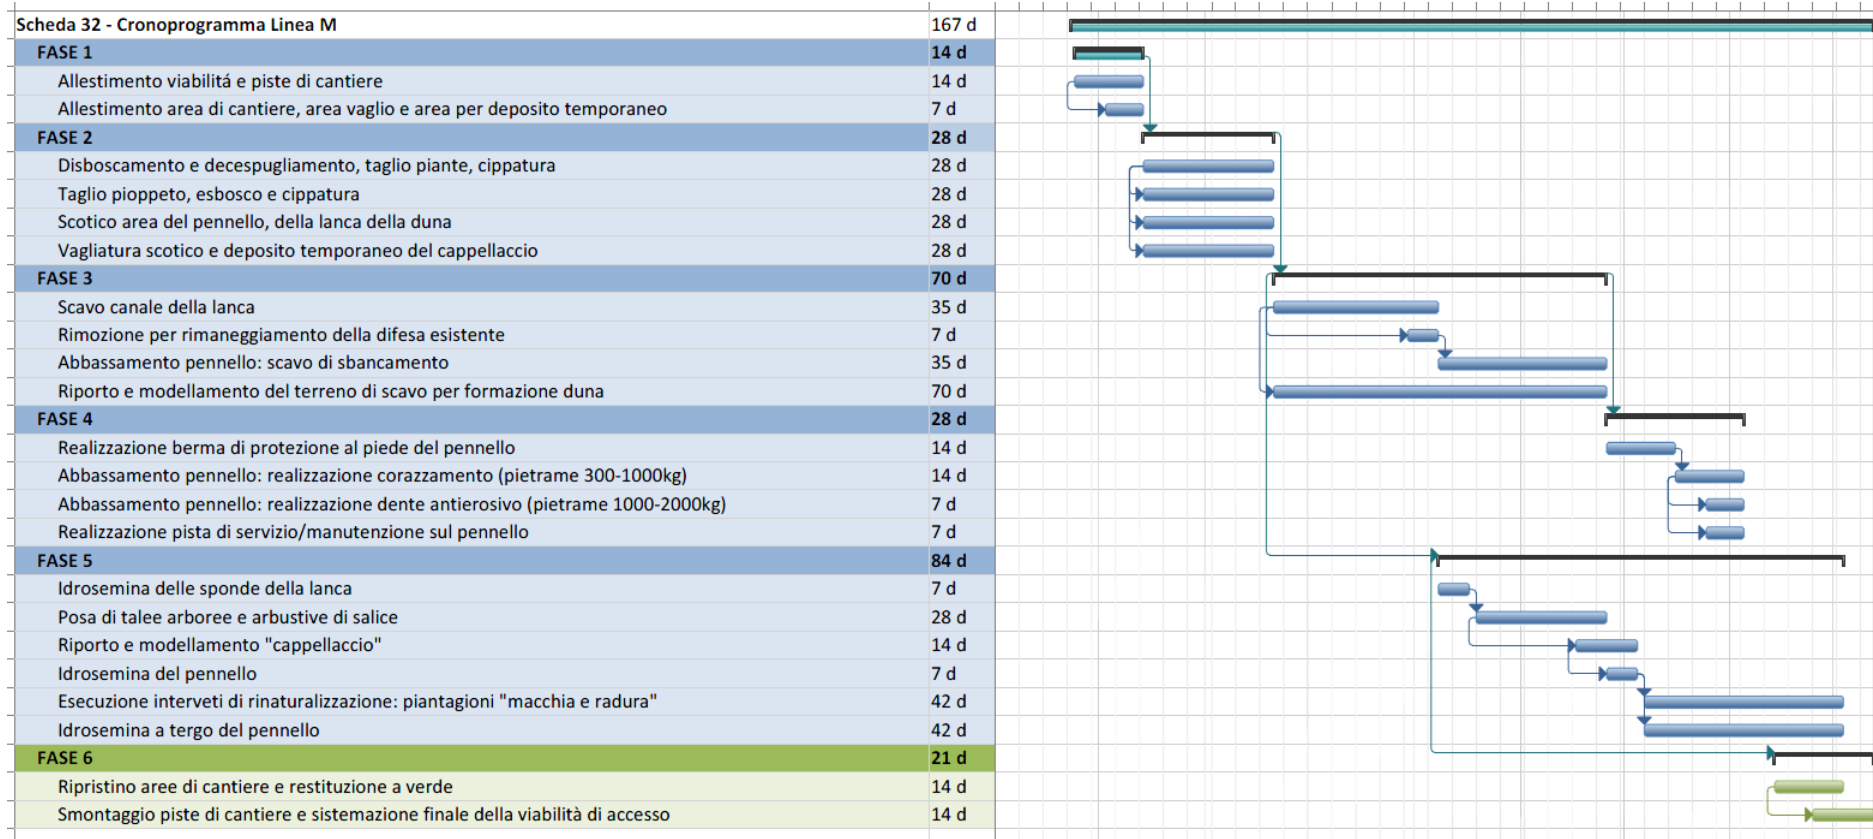 Scheda 32 - Cronoprogramma Linea M 167 d
FASE 1 14 d
Allestimento viabilitá e piste di cantiere 14 d
Allestimento area di cantiere, area vaglio e area per deposito temporaneo 7 d
FASE 2 28 d
Disboscamento e decespugliamento, taglio piante, cippatura 28 d
Taglio pioppeto, esbosco e cippatura 28 d
Scotico area del pennello, della lanca della duna 28 d
Vagliatura scotico e deposito temporaneo del cappellaccio 28 d
FASE 3 70 d
Scavo canale della lanca 35 d
Rimozione per rimaneggiamento della difesa esistente 7 d
Abbassamento pennello: scavo di sbancamento 35 d
Riporto e modellamento del terreno di scavo per formazione duna 70 d
FASE 4 28 d
Realizzazione berma di protezione al piede del pennello 14 d
Abbassamento pennello: realizzazione corazzamento (pietrame 300-1000kg) 14 d
Abbassamento pennello: realizzazione dente antierosivo (pietrame 1000-2000kg) 7 d
Realizzazione pista di servizio/manutenzione sul pennello 7 d
FASE 5 84 d
Idrosemina delle sponde della lanca 7 d
Posa di talee arboree e arbustive di salice 28 d
Riporto e modellamento "cappellaccio" 14 d
Idrosemina del pennello 7 d
Esecuzione interveti di rinaturalizzazione: piantagioni "macchia e radura" 42 d
Idrosemina a tergo del pennello 42 d
FASE 6 21 d
Ripristino aree di cantiere e restituzione a verde 14 d
Smontaggio piste di cantiere e sistemazione finale della viabilità di accesso 14 d